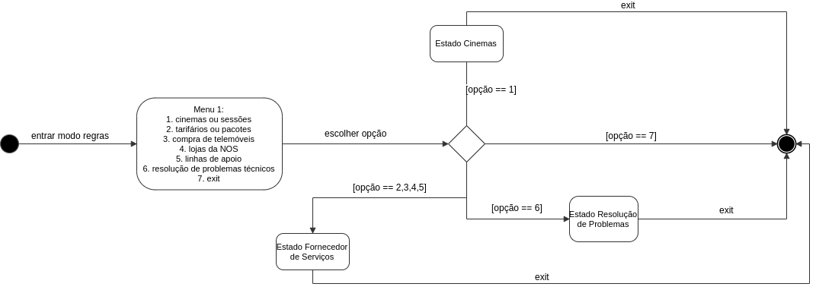 exit
Estado Cinemas
[opção == 1]
entrar modo regras
Menu 1:
1. cinemas ou sessões
2. tarifários ou pacotes
3. compra de telemóveis
4. lojas da NOS
5. linhas de apoio
6. resolução de problemas técnicos
7. exit
escolher opção
[opção == 7]
[opção == 2,3,4,5]
[opção == 6]
Estado Resolução
de Problemas
exit
Estado Fornecedor
de Serviços
exit